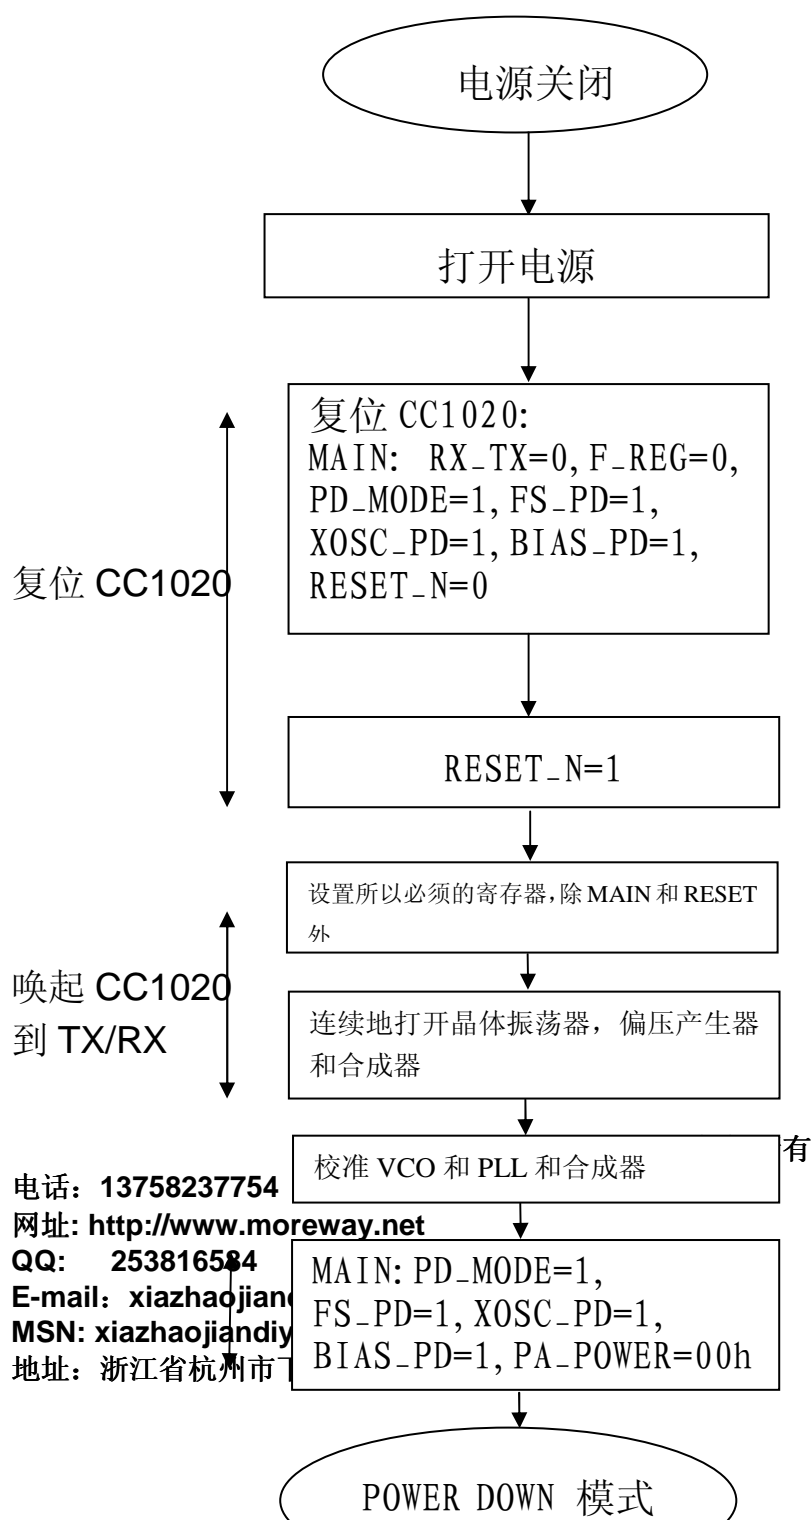 电源关闭
打开电源
复位 CC1020:
MAIN: RX_TX=0, F_REG=0,
PD_MODE=1, FS_PD=1,
XOSC_PD=1, BIAS_PD=1,
RESET_N=0
复位 CC1020
RESET_N=1
设置所以必须的寄存器，除 MAIN 和 RESET
外
唤起 CC1020
到 TX/RX
连续地打开晶体振荡器，偏压产生器
和合成器
校准 VCO 和 PLL 和合成器
有
电话：13758237754
网址: http://www.moreway.net
QQ: 253816584
E-mail：xiazhaojian
MSN: xiazhaojiandiy
地址：浙江省杭州市下
MAIN: PD_MODE=1,
FS_PD=1, XOSC_PD=1,
BIAS_PD=1, PA_POWER=00h
POWER DOWN 模式